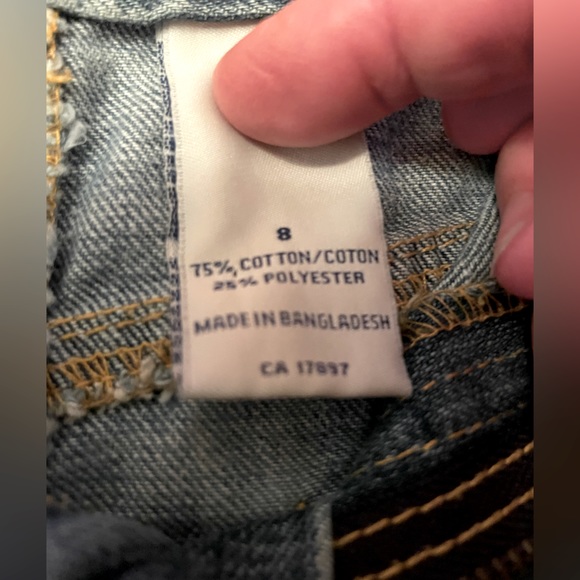 8
75% COTTON/COTON
25% POLYESTER
MADE IN BANGLADESH
CA 17897